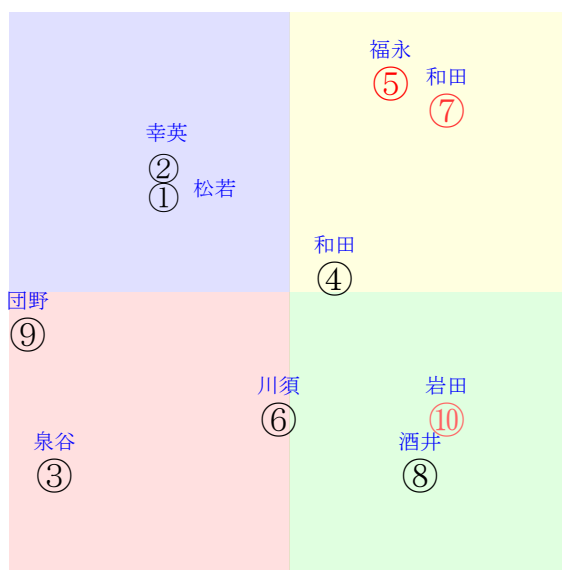 福永
⑤
和田
⑦
幸英
②
①
松若
和田
④
団野
⑨
川須
⑥
岩田
⑩
泉谷
③
酒井
⑧